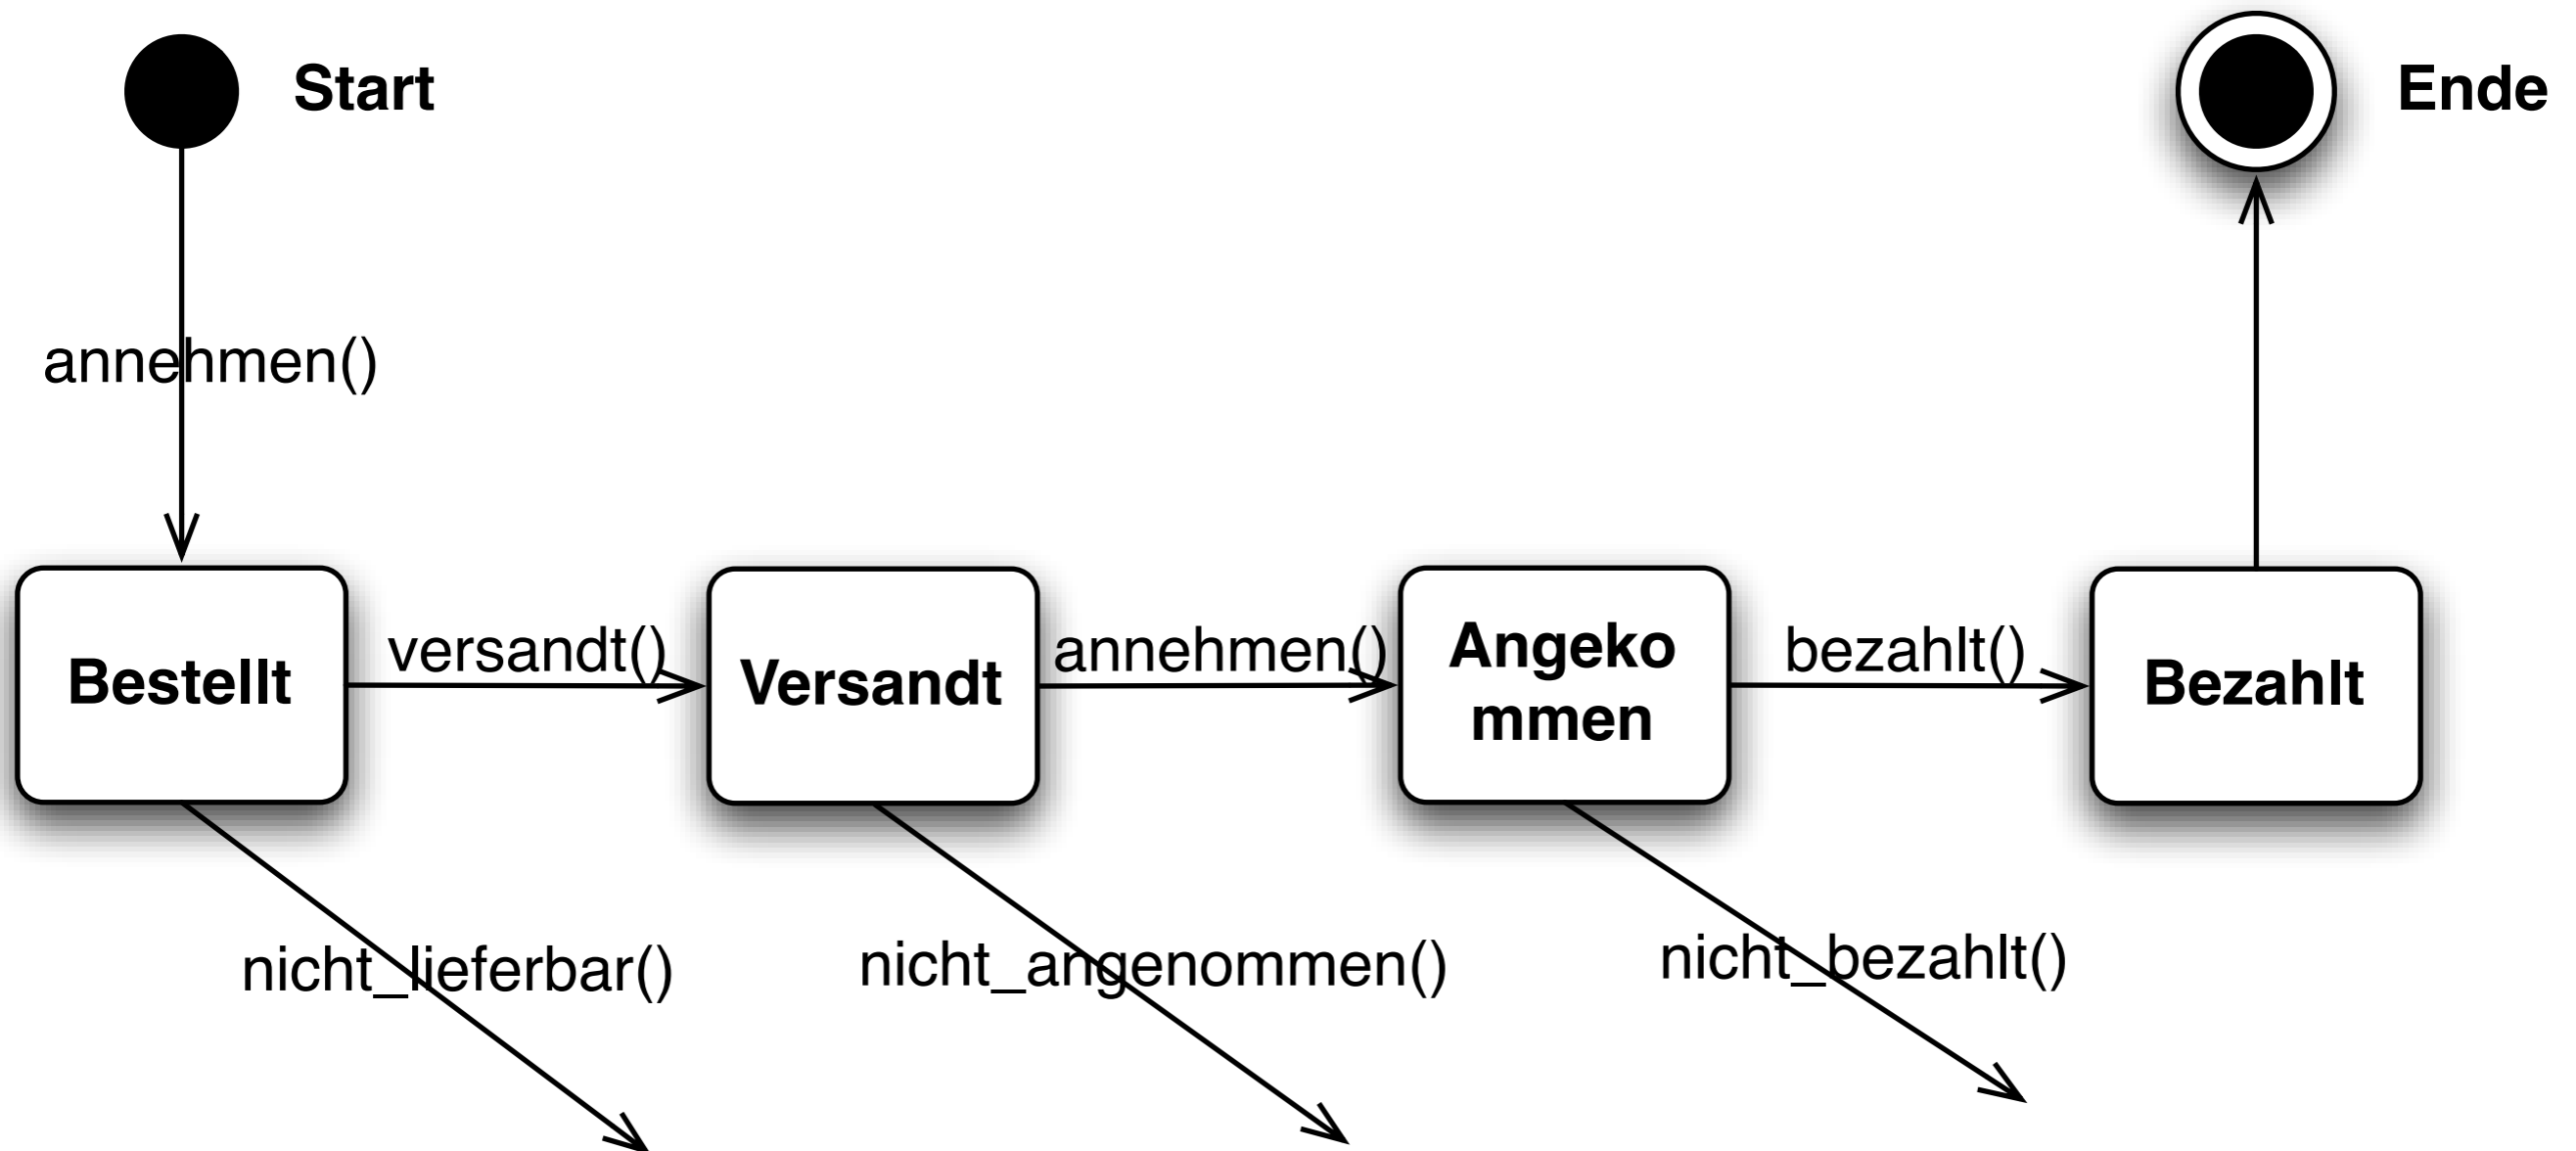 Start
Ende
annehmen()
Bestellt
versandt()
Versandt
annehmen()
Angeko
mmen
bezahlt()
Bezahlt
nicht_lieferbar()
nicht_angenommen()
nicht_bezahlt()